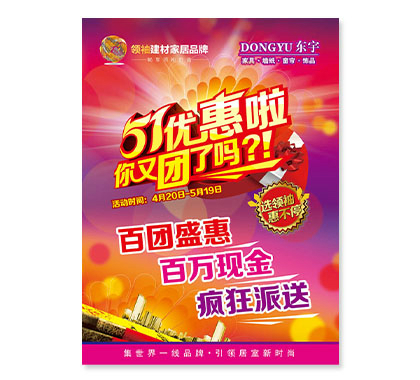 领袖建材家居品牌
DONGYU 东宇
家具·墙纸·窗帘·饰品
51优惠啦
你又团了吗?!
活动时间：4月20日-5月19日
选领袖
惠不停
百团盛惠
百万现金
疯狂派送
集世界一线品牌·引领居室新时尚